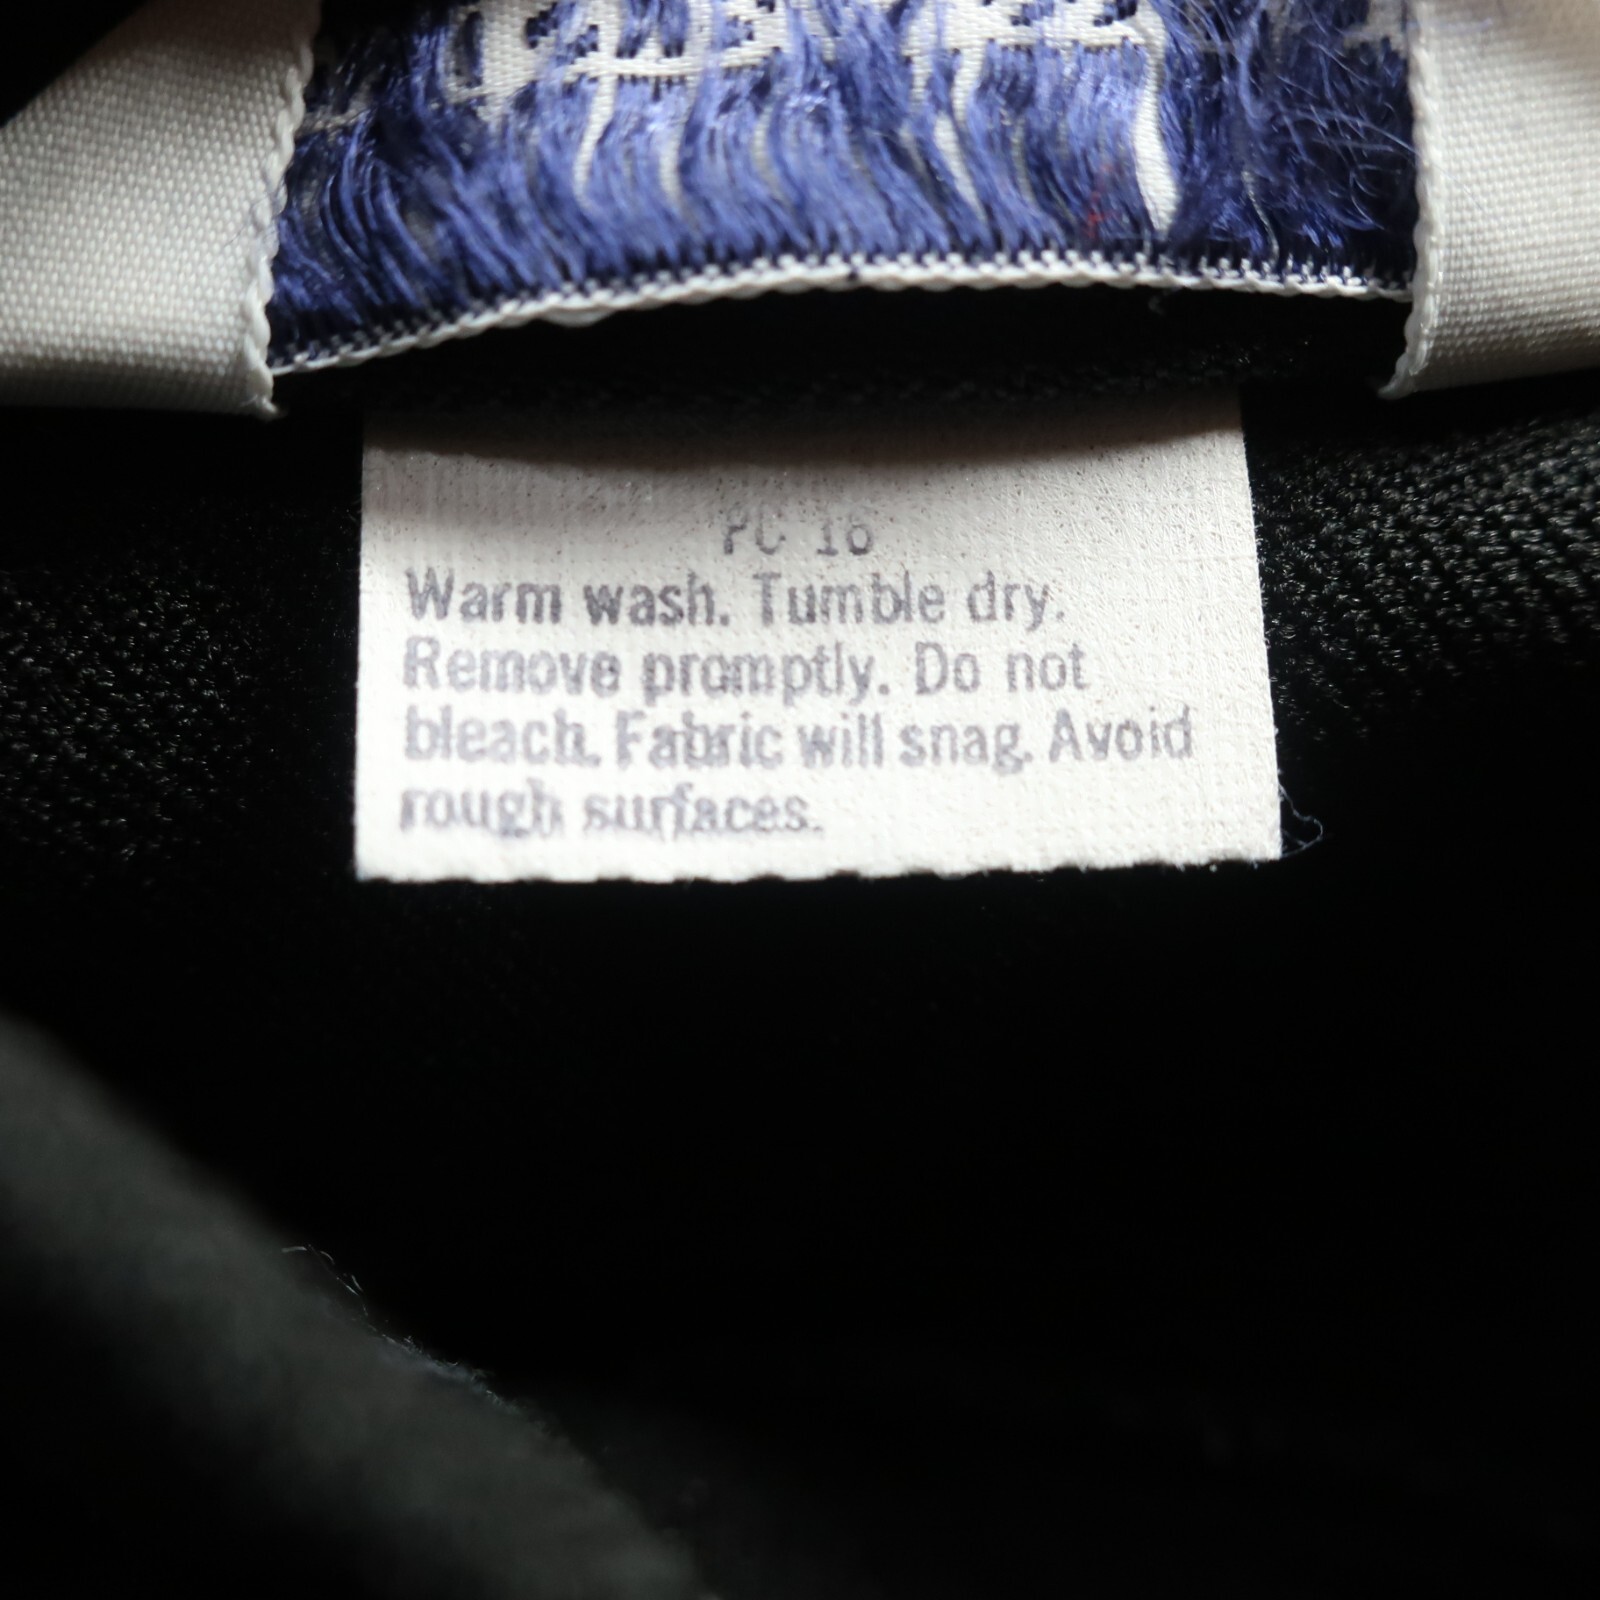 PC 16
Warm wash. Tumble dry.
Remove promptly. Do not
bleach. Fabric will snag. Avoid
rough surfaces.